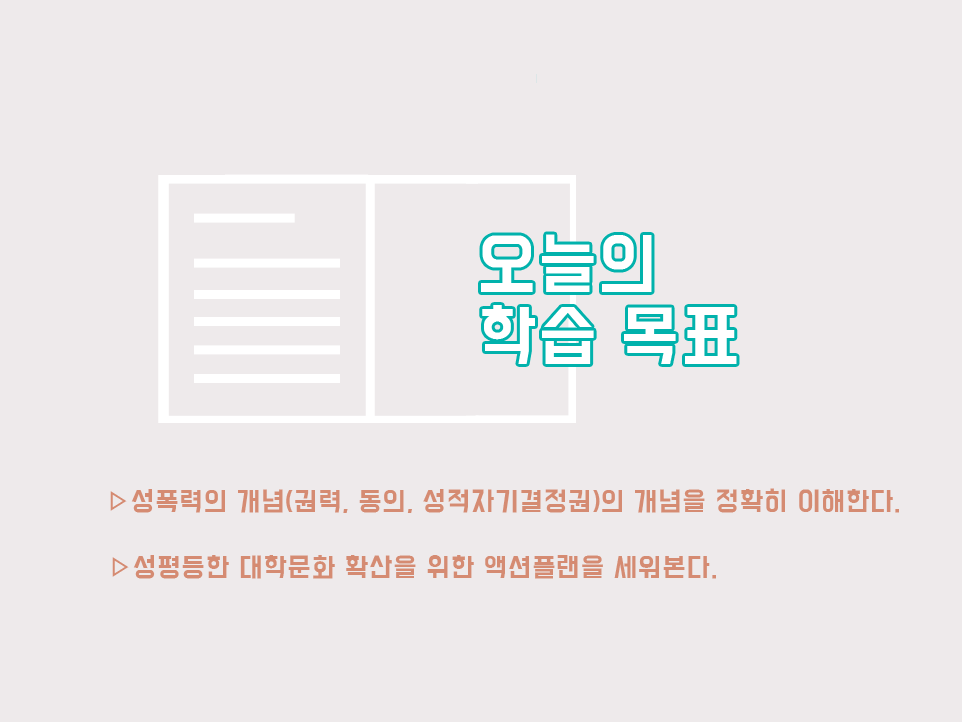 오늘의
학습 목표
▷성폭력의 개념(권력, 동의, 성적자기결정권)의 개념을 정확히 이해한다.
▷성평등한 대학문화 확산을 위한 액션플랜을 세워본다.